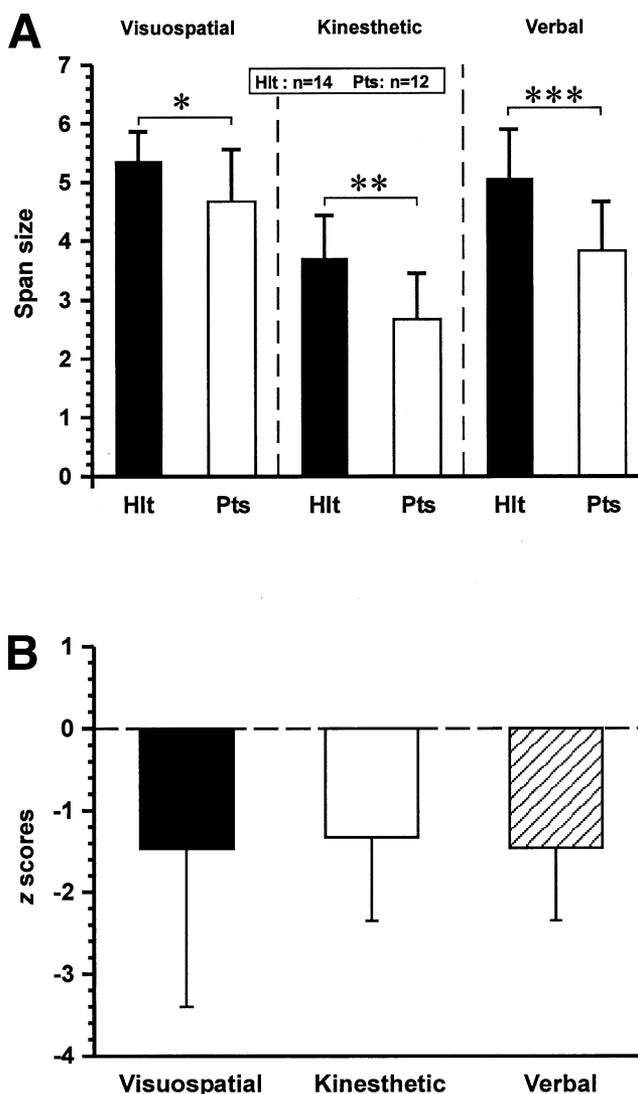 A
Visuospatial Kinesthetic Verbal
Hlt : n=14 Pts: n=12
7
6
5
4
3
2
1
0
Span size
*
**
***
Hlt Pts Hlt Pts Hlt Pts
B
1
0
-1
-2
-3
-4
z scores
Visuospatial Kinesthetic Verbal